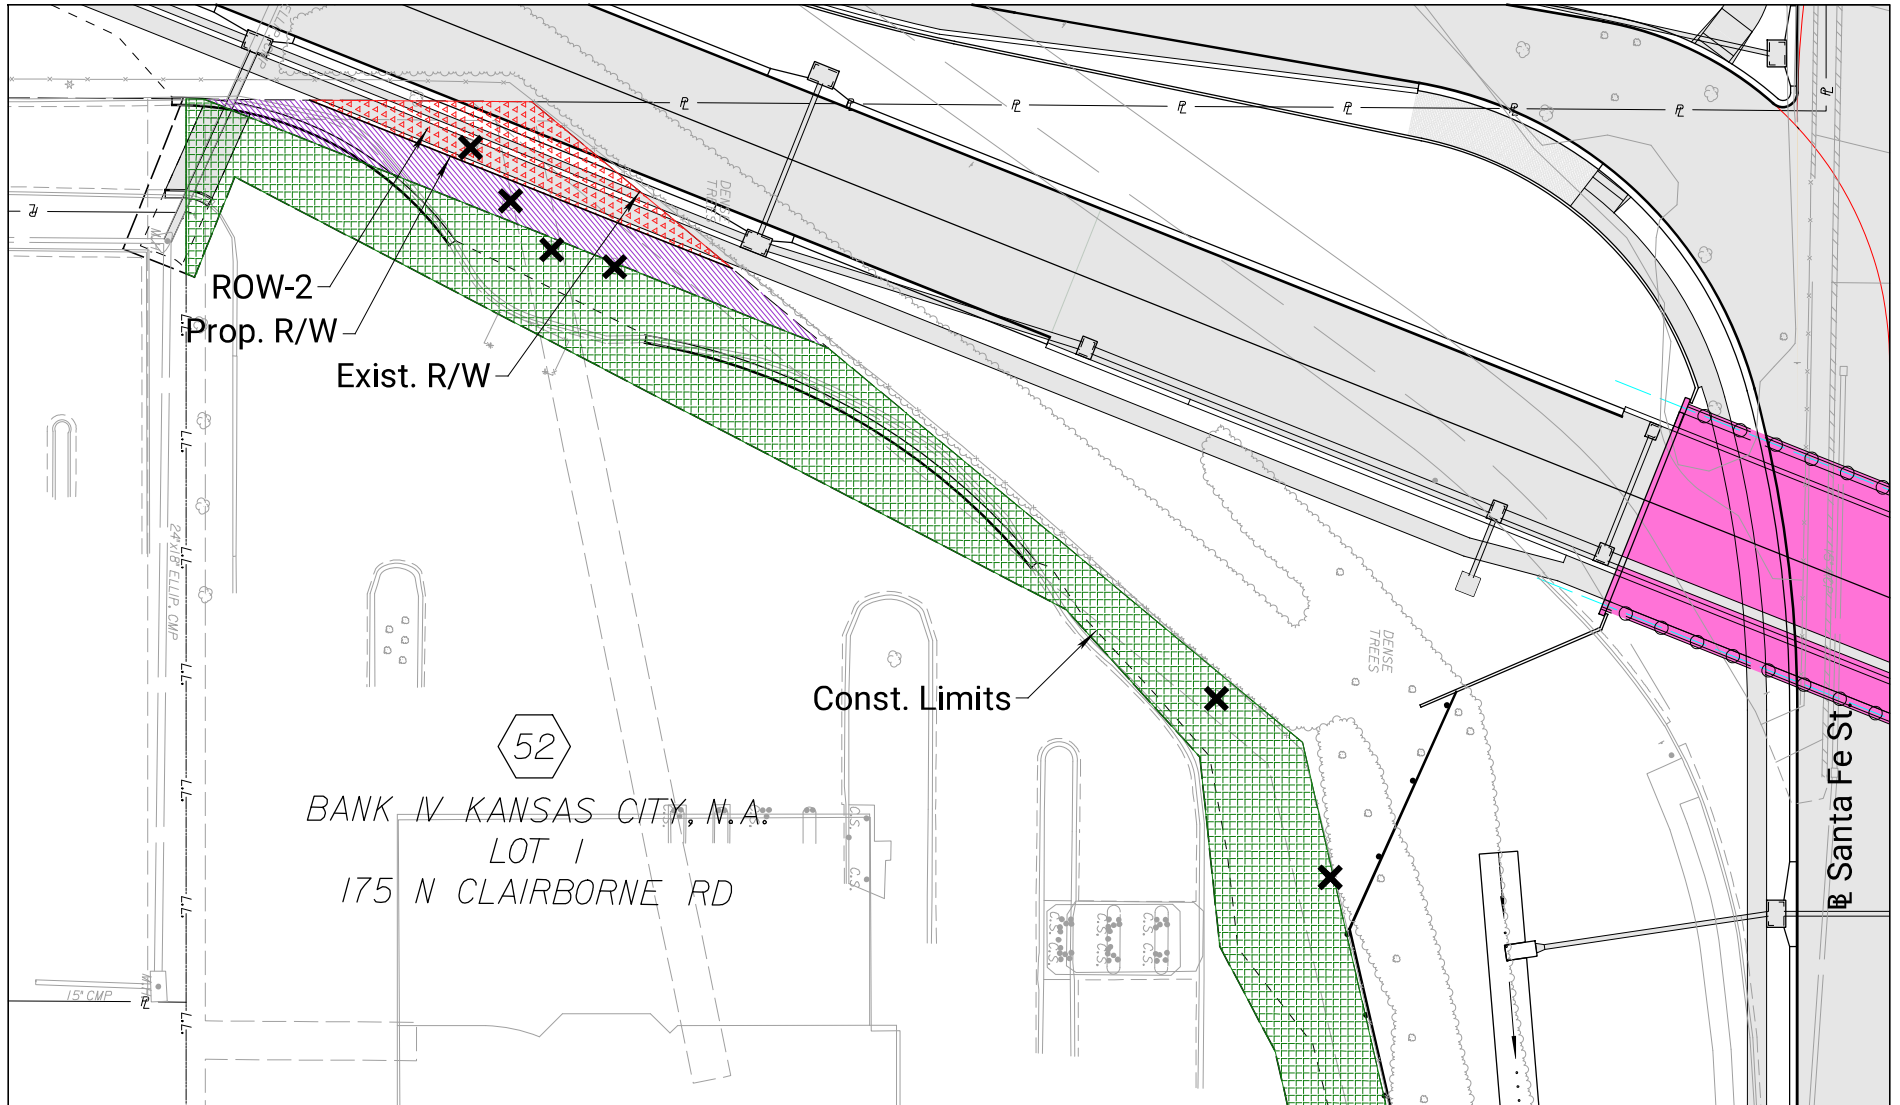 DENSE
TREES
ROW-2
Prop. R/W
Exist. R/W
24"x18" ELLIP. CMP
DENSE
TREES
Const. Limits
52
BANK IV KANSAS CITY, N.A.
LOT 1
175 N CLAIRBORNE RD
C.S.
C.S.
C.S. C.S.
C.S. C.S.
C.S. C.S.
15" CMP
℄ Santa Fe St.